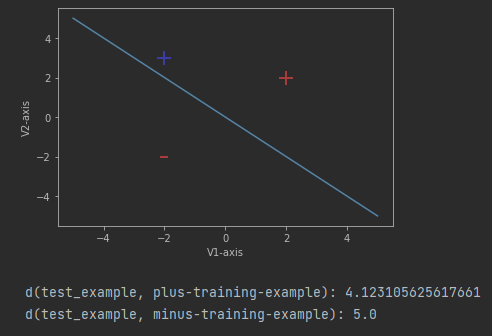 4
2
0
−2
−4
V2-axis
−4 −2 0 2 4
V1-axis
d(test_example, plus-training-example): 4.123105625617661
d(test_example, minus-training-example): 5.0